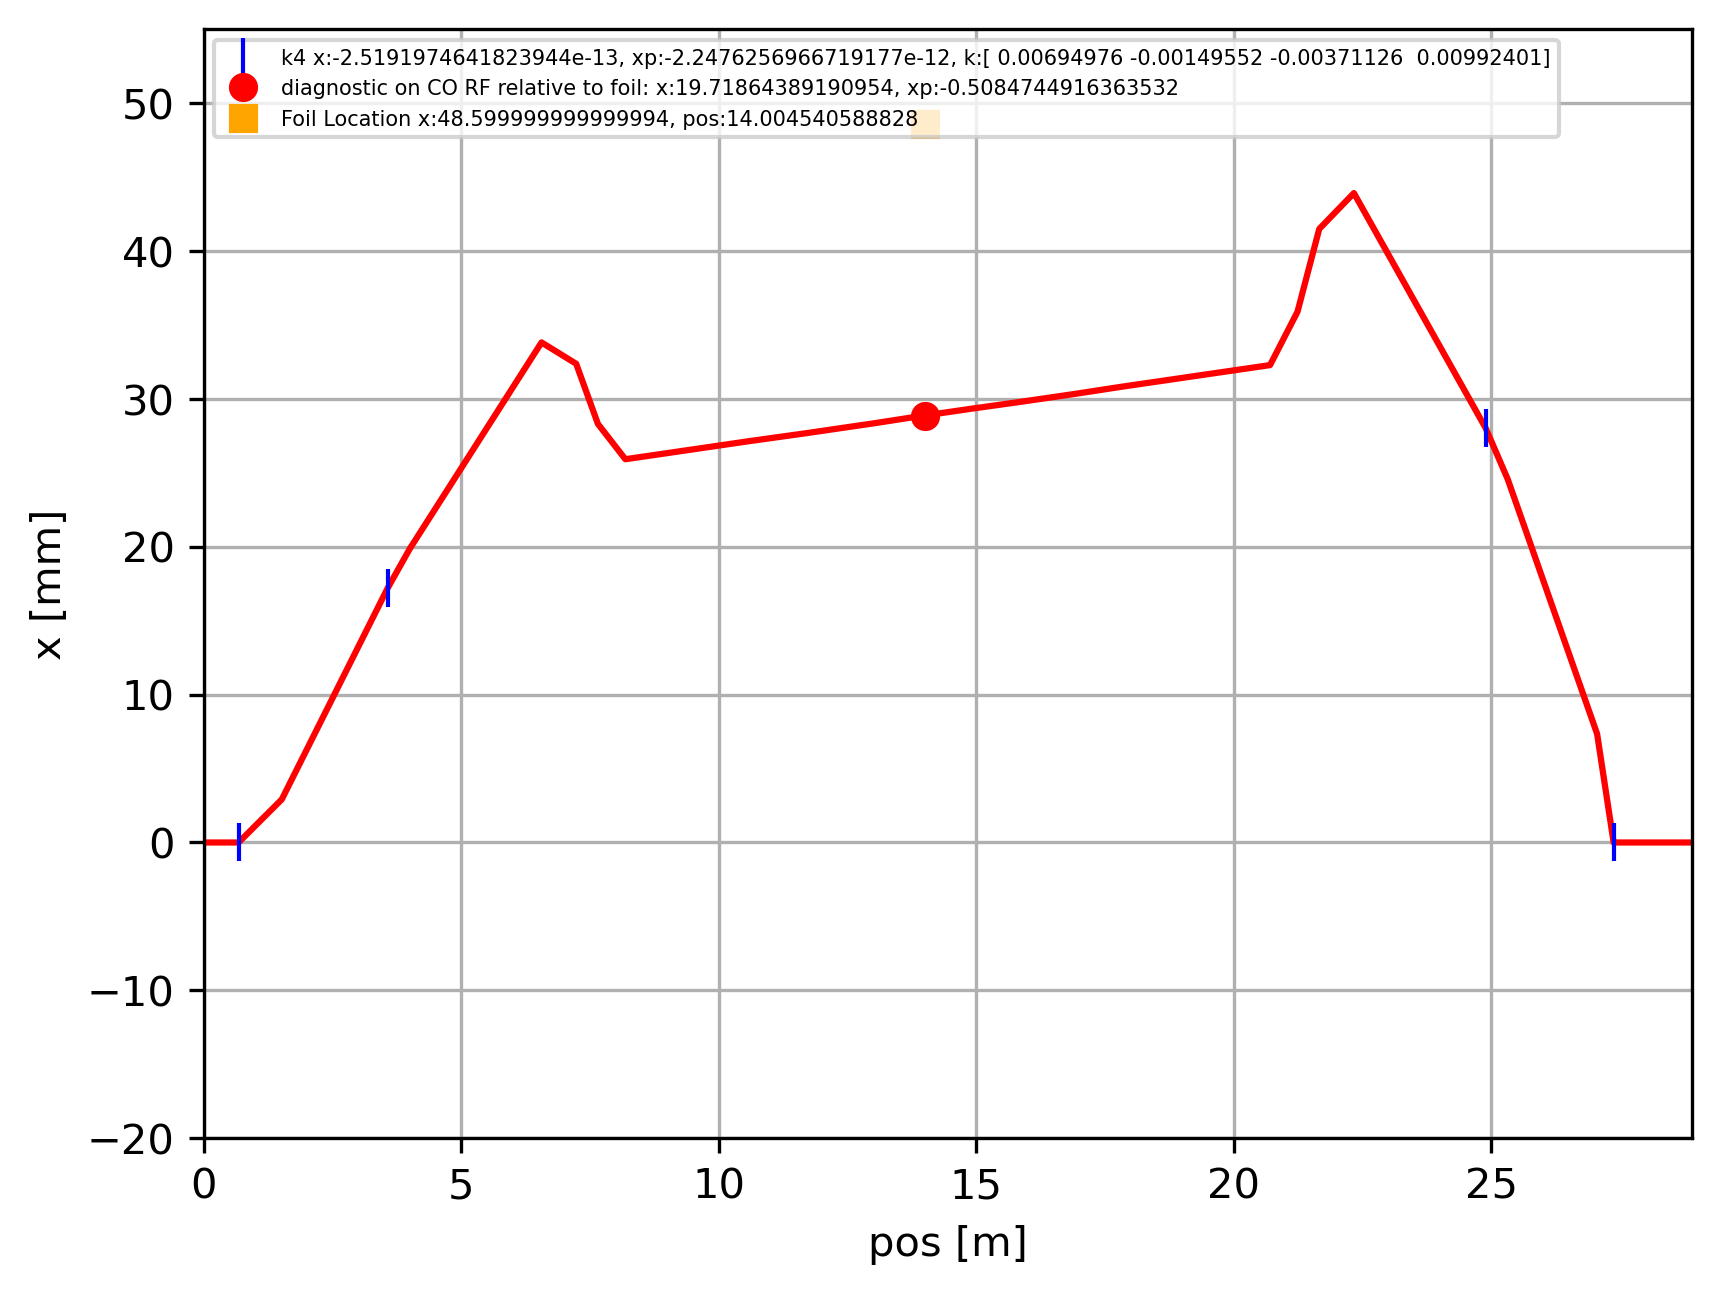 k4 x:-2.5191974641823944e-13, xp:-2.2476256966719177e-12, k:[ 0.00694976 -0.00149552 -0.00371126  0.00992401]
diagnostic on CO RF relative to foil: x:19.71864389190954, xp:-0.5084744916363532
Foil Location x:48.599999999999994, pos:14.004540588828
50
40
30
20
10
0
−10
−20
x [mm]
0 5 10 15 20 25
pos [m]